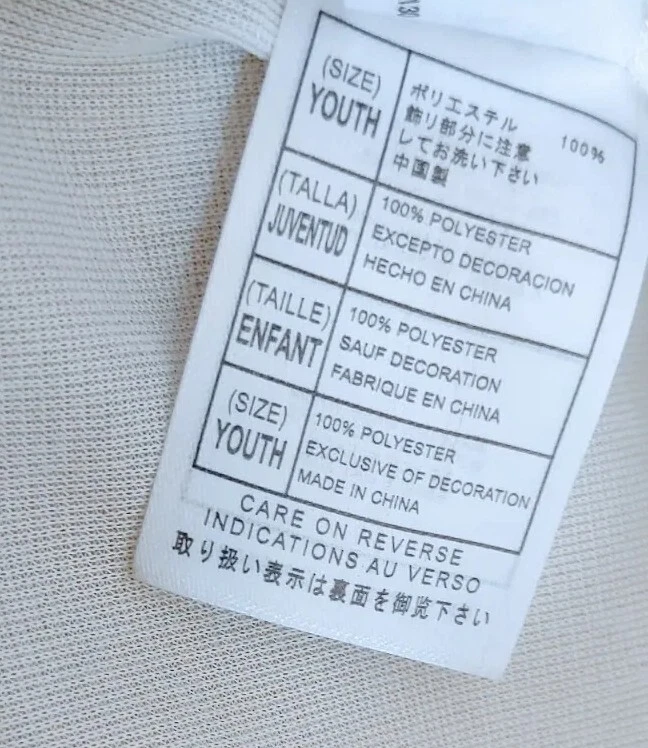 (SIZE)
YOUTH
ポリエステル 100%
飾り部分に注意
してお洗い下さい
中国製
(TALLA)
JUVENTUD
100% POLYESTER
EXCEPTO DECORACION
HECHO EN CHINA
(TAILLE)
ENFANT
100% POLYESTER
SAUF DECORATION
FABRIQUE EN CHINA
(SIZE)
YOUTH
100% POLYESTER
EXCLUSIVE OF DECORATION
MADE IN CHINA
CARE ON REVERSE
INDICATIONS AU VERSO
取り扱い表示は裏面を御覧下さい